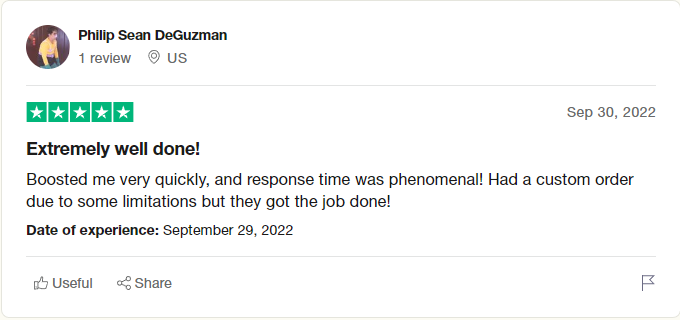 Philip Sean DeGuzman
1 review US
Sep 30, 2022
Extremely well done!
Boosted me very quickly, and response time was phenomenal! Had a custom order
due to some limitations but they got the job done!
Date of experience: September 29, 2022
Useful Share